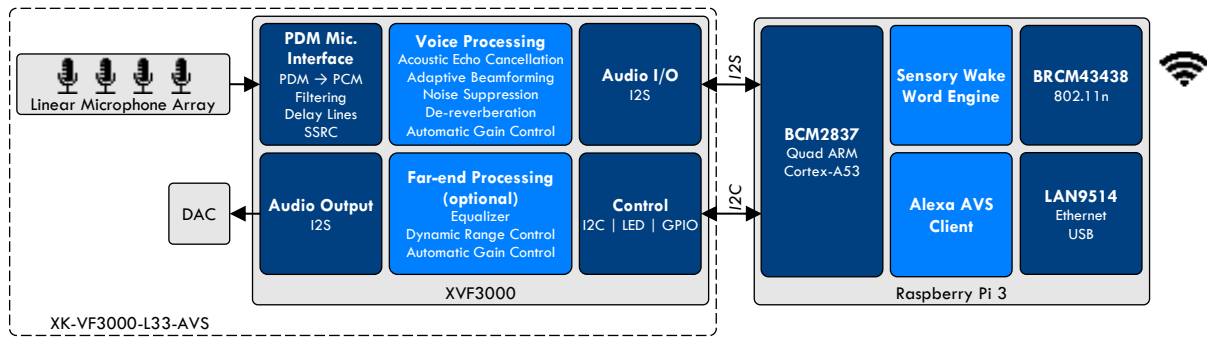 Linear Microphone Array
DAC
PDM Mic.
Interface
PDM → PCM
Filtering
Delay Lines
SSRC
Voice Processing
Acoustic Echo Cancellation
Adaptive Beamforming
Noise Suppression
De-reverberation
Automatic Gain Control
Audio I/O
I2S
Audio Output
I2S
Far-end Processing
(optional)
Equalizer
Dynamic Range Control
Automatic Gain Control
Control
I2C | LED | GPIO
XVF3000
XK-VF3000-L33-AVS
I2S
I2C
BCM2837
Quad ARM
Cortex-A53
Sensory Wake
Word Engine
BRCM43438
802.11n
Alexa AVS
Client
LAN9514
Ethernet
USB
Raspberry Pi 3